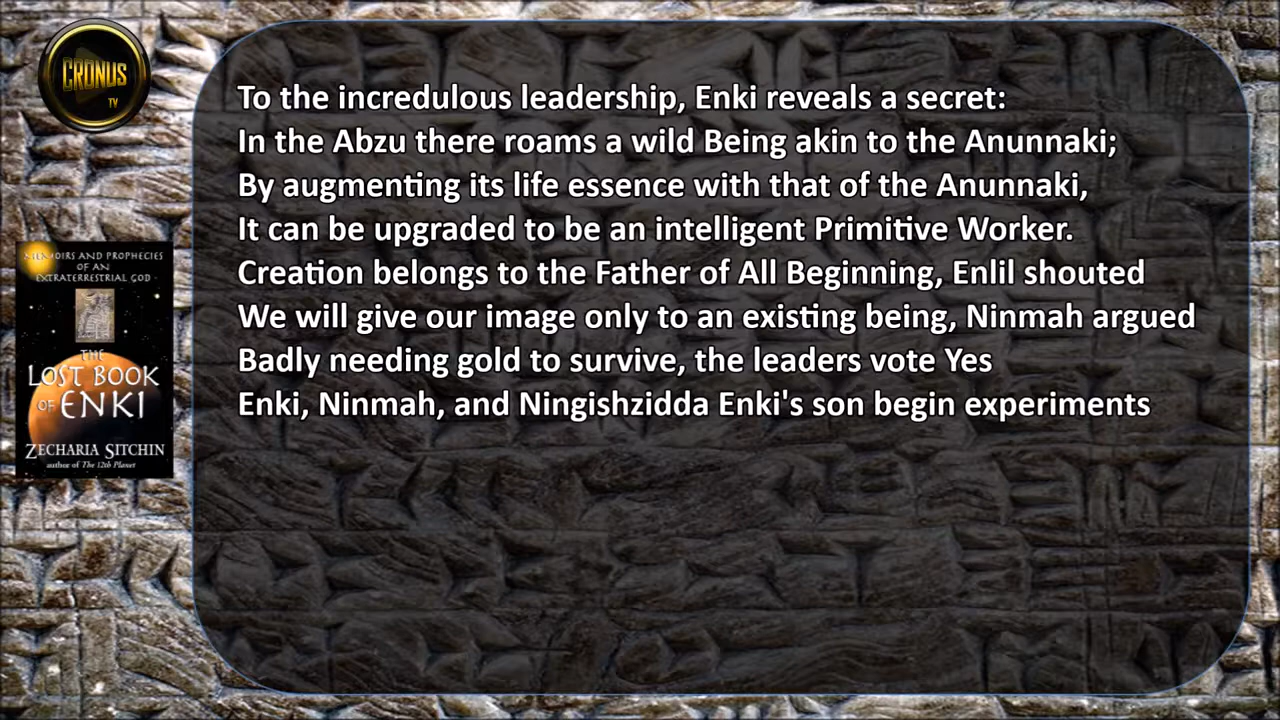 CRONUS
TV
To the incredulous leadership, Enki reveals a secret:
In the Abzu there roams a wild Being akin to the Anunnaki;
By augmenting its life essence with that of the Anunnaki,
It can be upgraded to be an intelligent Primitive Worker.
Creation belongs to the Father of All Beginning, Enlil shouted
We will give our image only to an existing being, Ninmah argued
Badly needing gold to survive, the leaders vote Yes
Enki, Ninmah, and Ningishzidda Enki's son begin experiments
MEMOIRS AND PROPHECIES
OF AN
EXTRATERRESTRIAL GOD
THE
LOST BOOK
OF ENKI
ZECHARIA SITCHIN
author of The 12th Planet